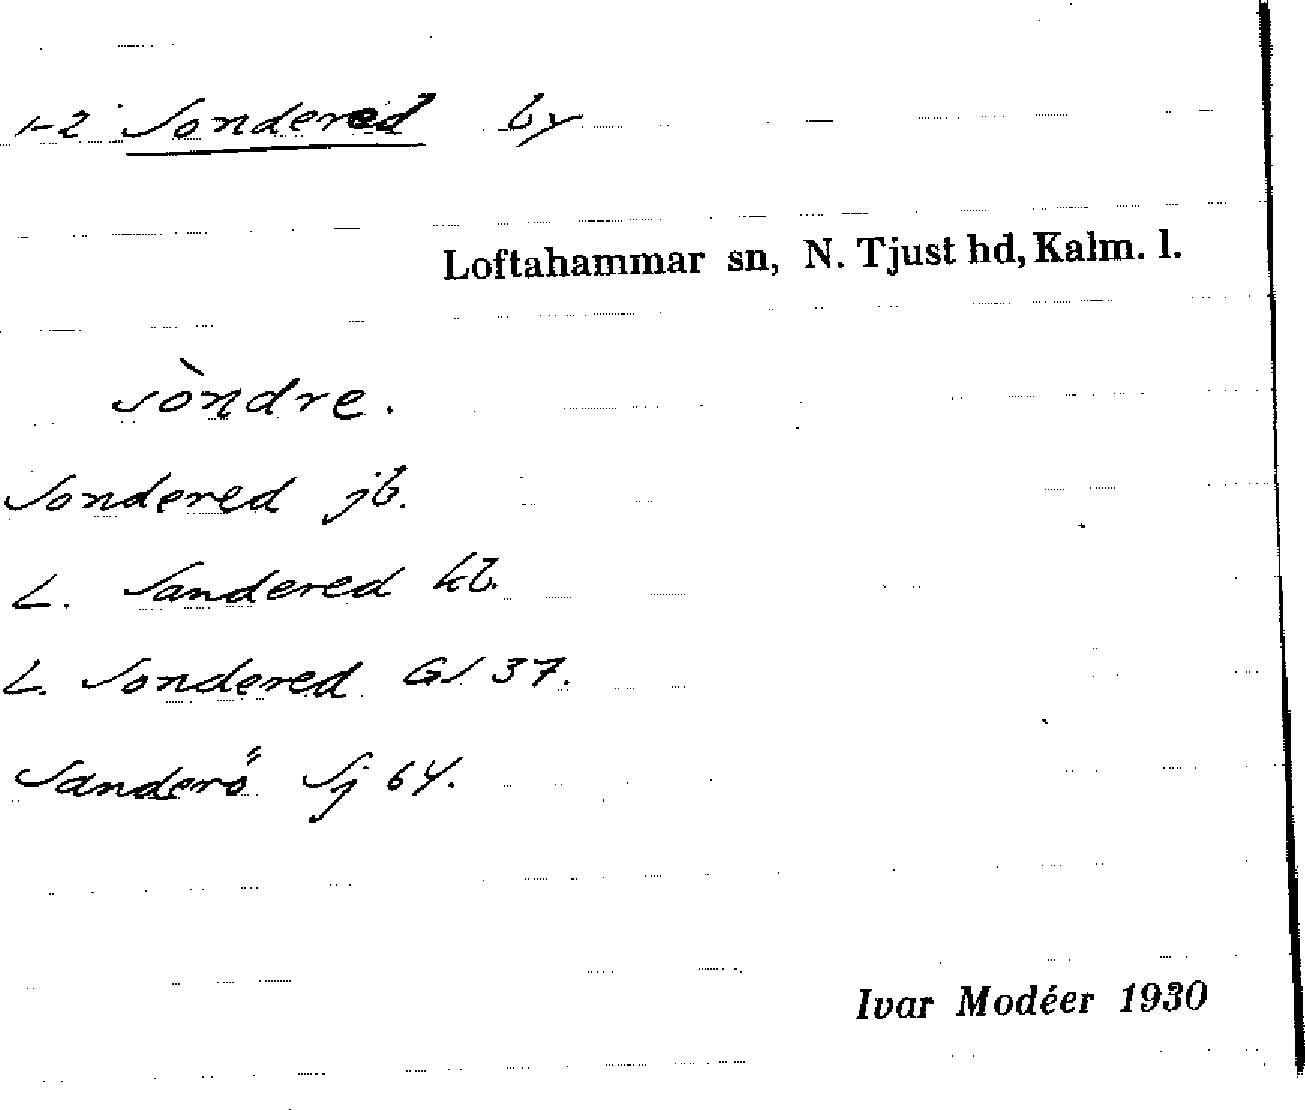 1-2 Sondered by
Loftahammar sn, N. Tjust hd, Kalm. l.
sòndre.
Sondered jb.
L. Sandered kb.
L. Sondered GS 37.
Sanderö Sj 64.
Ivar Modéer 1930